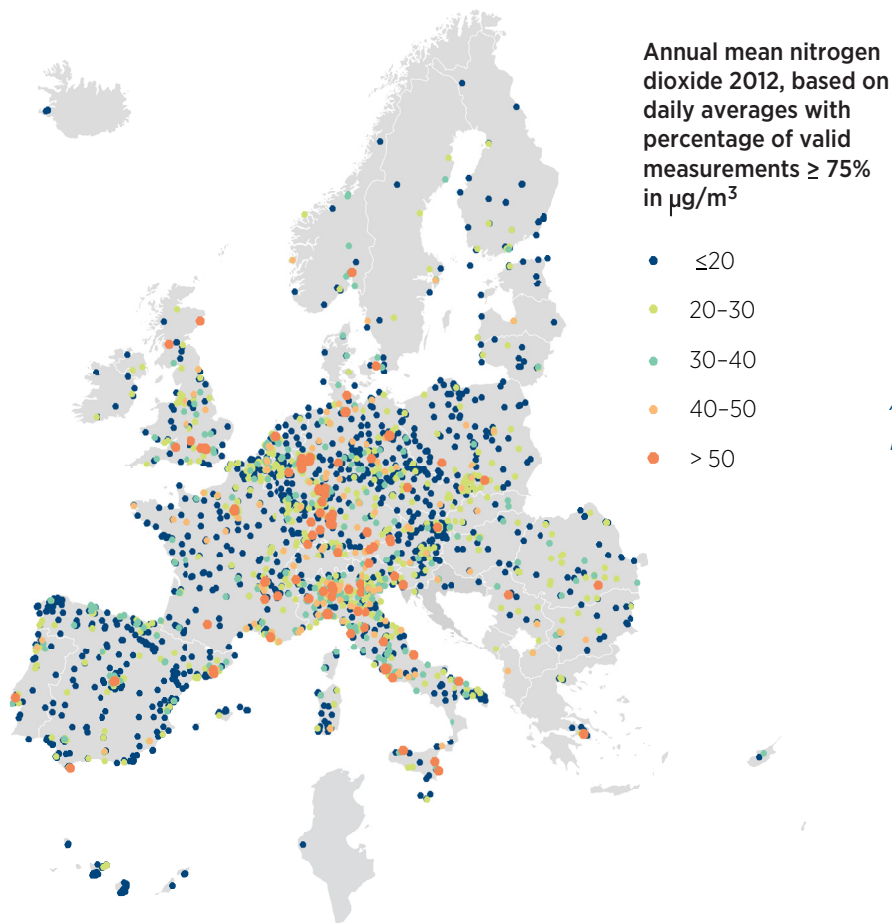 Annual mean nitrogen
dioxide 2012, based on
daily averages with
percentage of valid
measurements ≥ 75%
in µg/m³
≤20
20–30
30–40
40–50
> 50